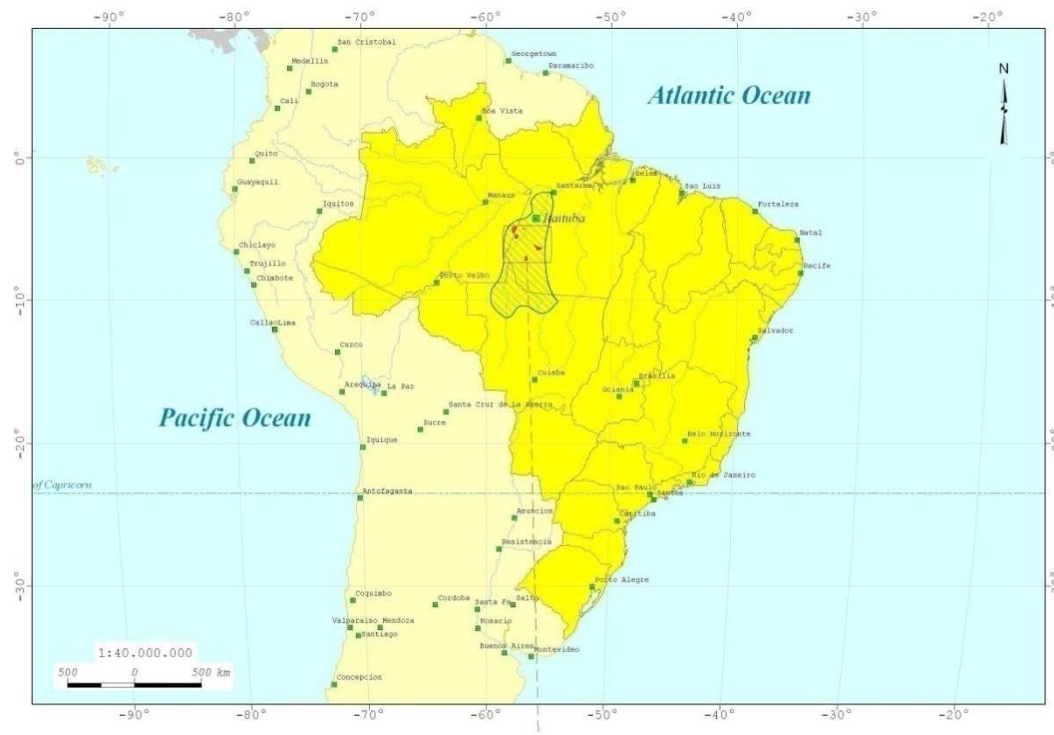 -90° -80° -70° -60° -50° -40° -30° -20°
San Cristobal
Georgetown
Medellin
Paramaribo
N
Bogota
Atlantic Ocean
Cali
Boa Vista
0°
Quito
Belem
Guayaquil
Santarem
Sao Luis
Manaus
Iquitos
Fortaleza
Itaituba
Natal
Chiclayo
Recife
Trujillo
Porto Velbo
Chimbote
-10°
Callao Lima
Salvador
Cuzco
Cuiaba
Brasilia
Arequipa La Paz
Goiania
Santa Cruz de La
Pacific Ocean
Sucre
Belo Horizonte
Iquique
-20°
Rio de Janeiro
of Capricorn
Antofagasta
Sao Paulo
Santos
Asuncion
Curitiba
Resistencia
-30°
Porto Alegre
Coquimbo
Cordoba
Santa Fe
Salto
Valparaiso Mendoza
Rosario
Santiago
1:40.000.000
Buenos Aires
Montevideo
500 0 500 km
Concepcion
-90° -80° -70° -60° -50° -40° -30° -20°